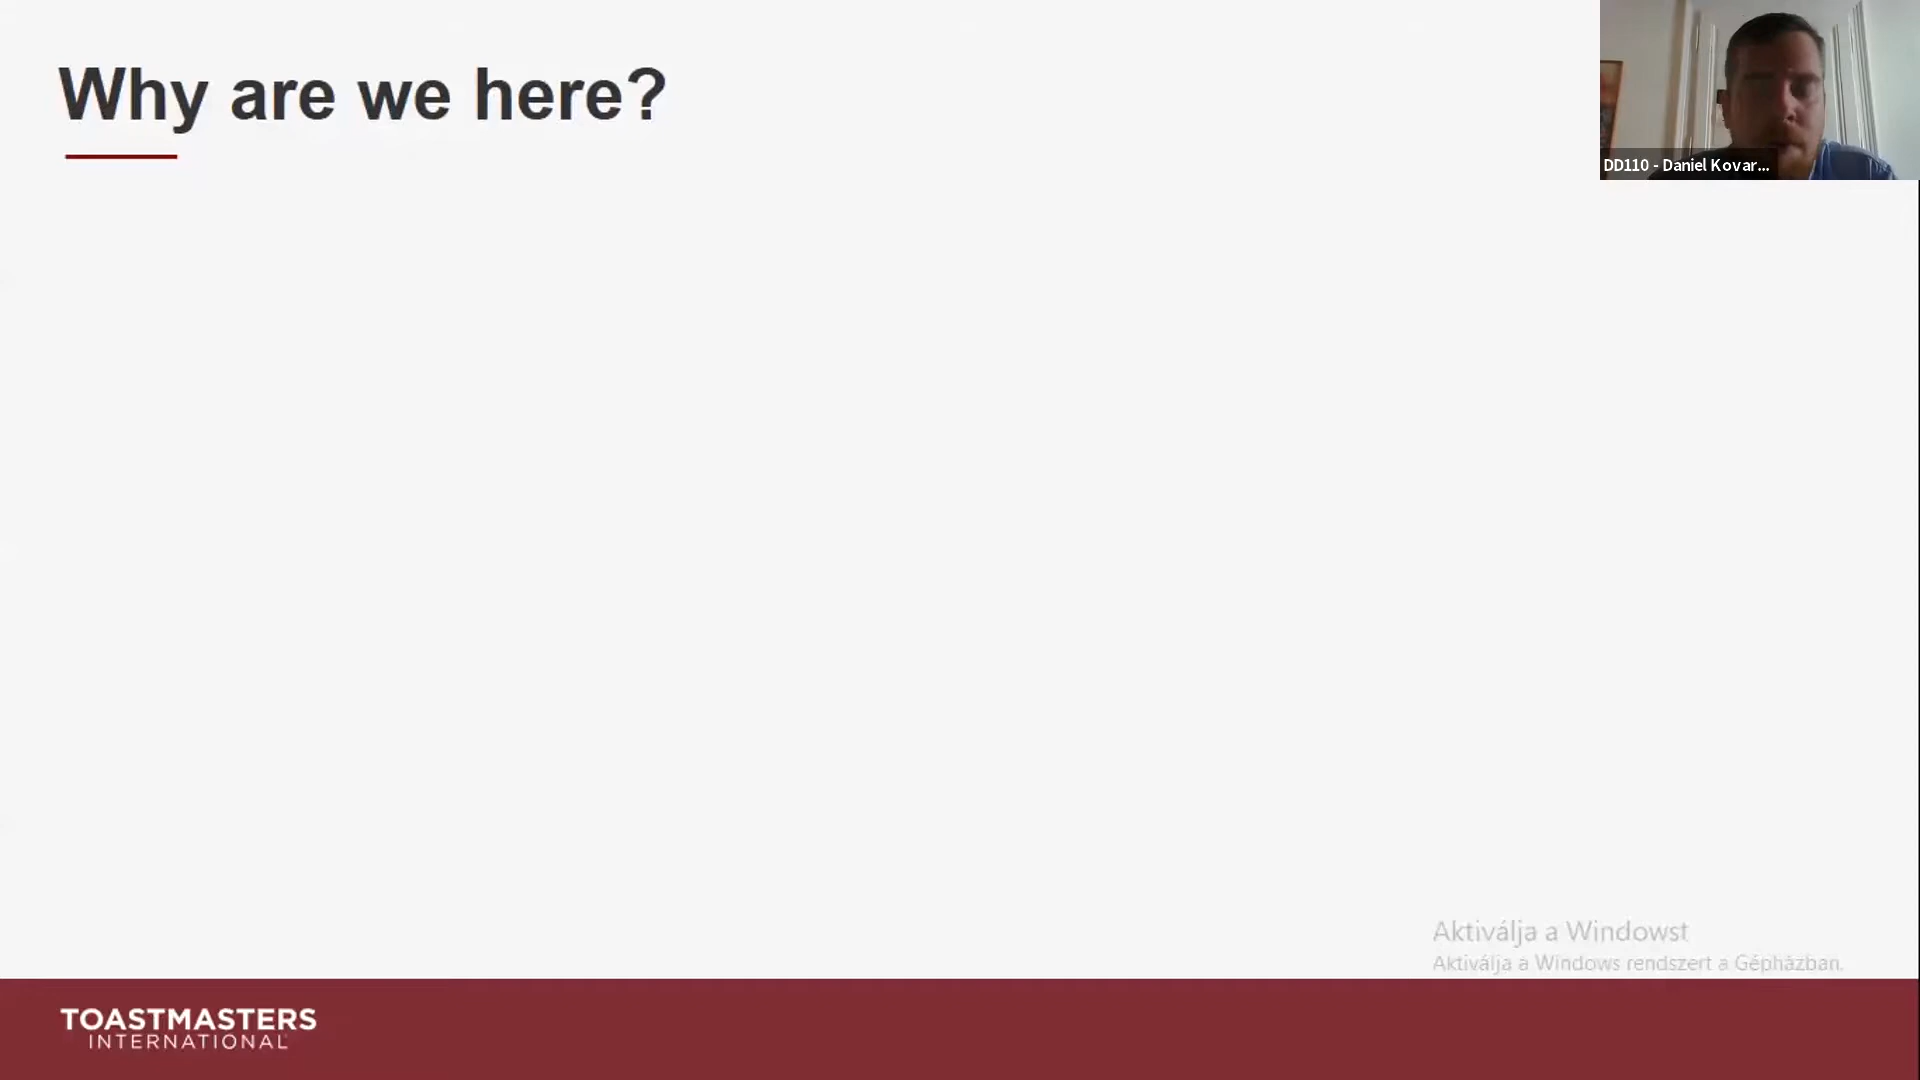 Why are we here?
DD110 - Daniel Kovar...
Aktiválja a Windowst
Aktiválja a Windows rendszert a Gépházban.
TOASTMASTERS
INTERNATIONAL